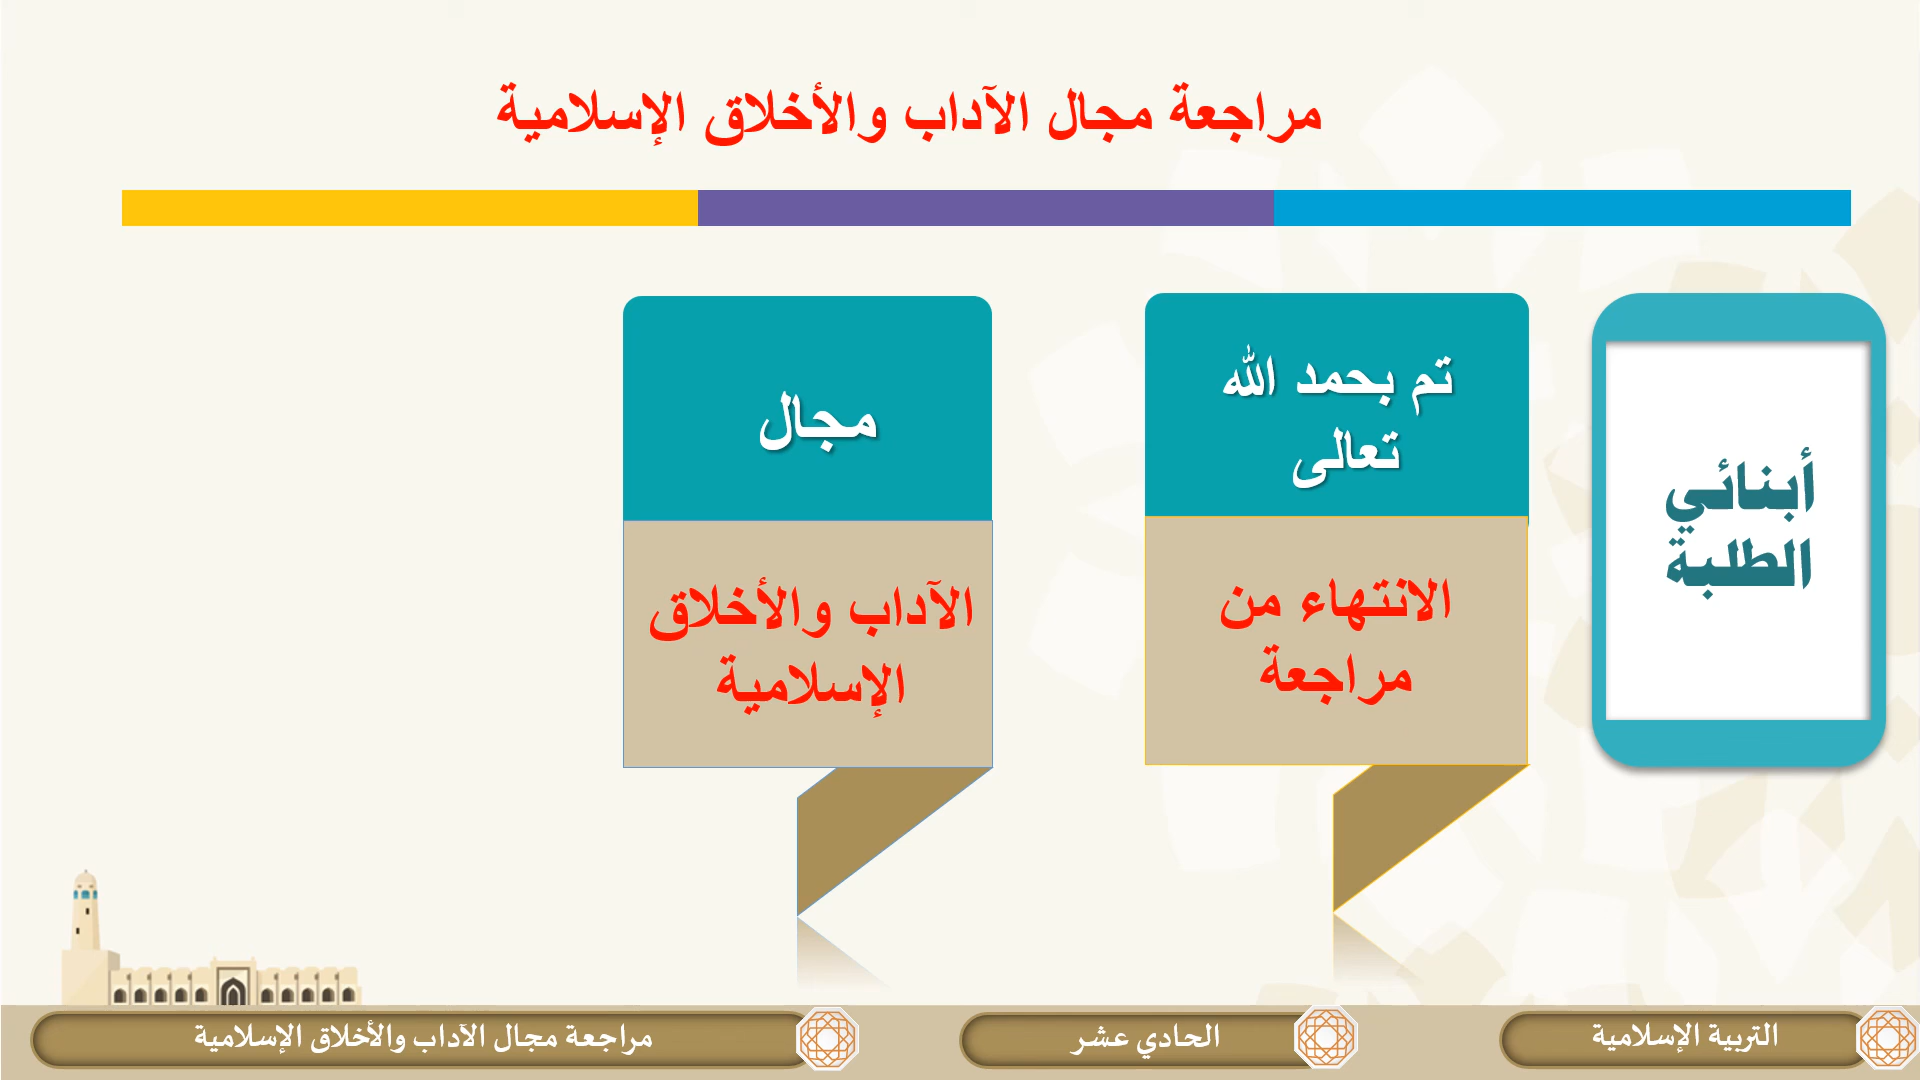 مراجعة مجال الآداب والأخلاق الإسلامية
أبنائي
الطلبة
تم بحمد الله
تعالى
الانتهاء من
مراجعة
مجال
الآداب والأخلاق
الإسلامية
التربية الإسلامية
الحادي عشر
مراجعة مجال الآداب والأخلاق الإسلامية